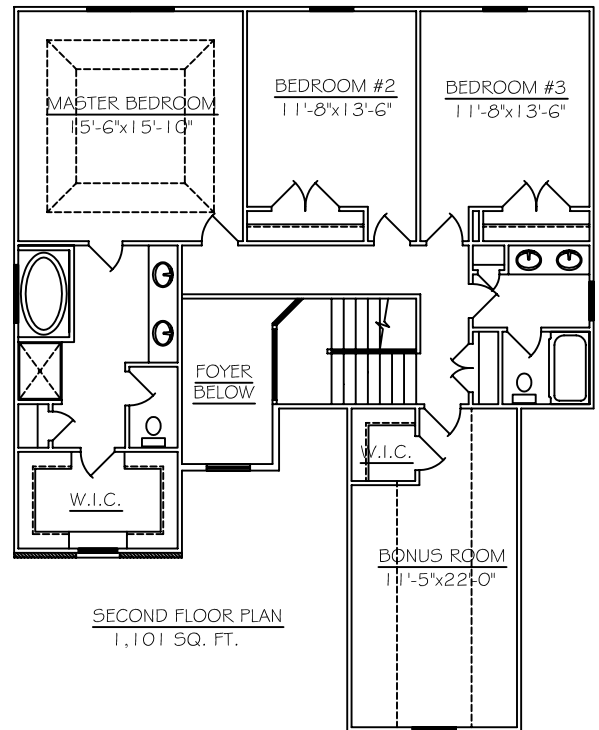 MASTER BEDROOM
15'-6"x15'-10"
BEDROOM #2
11'-8"x13'-6"
BEDROOM #3
11'-8"x13'-6"
FOYER
BELOW
W.I.C.
W.I.C.
BONUS ROOM
11'-5"x22'-0"
SECOND FLOOR PLAN
1,101 SQ. FT.